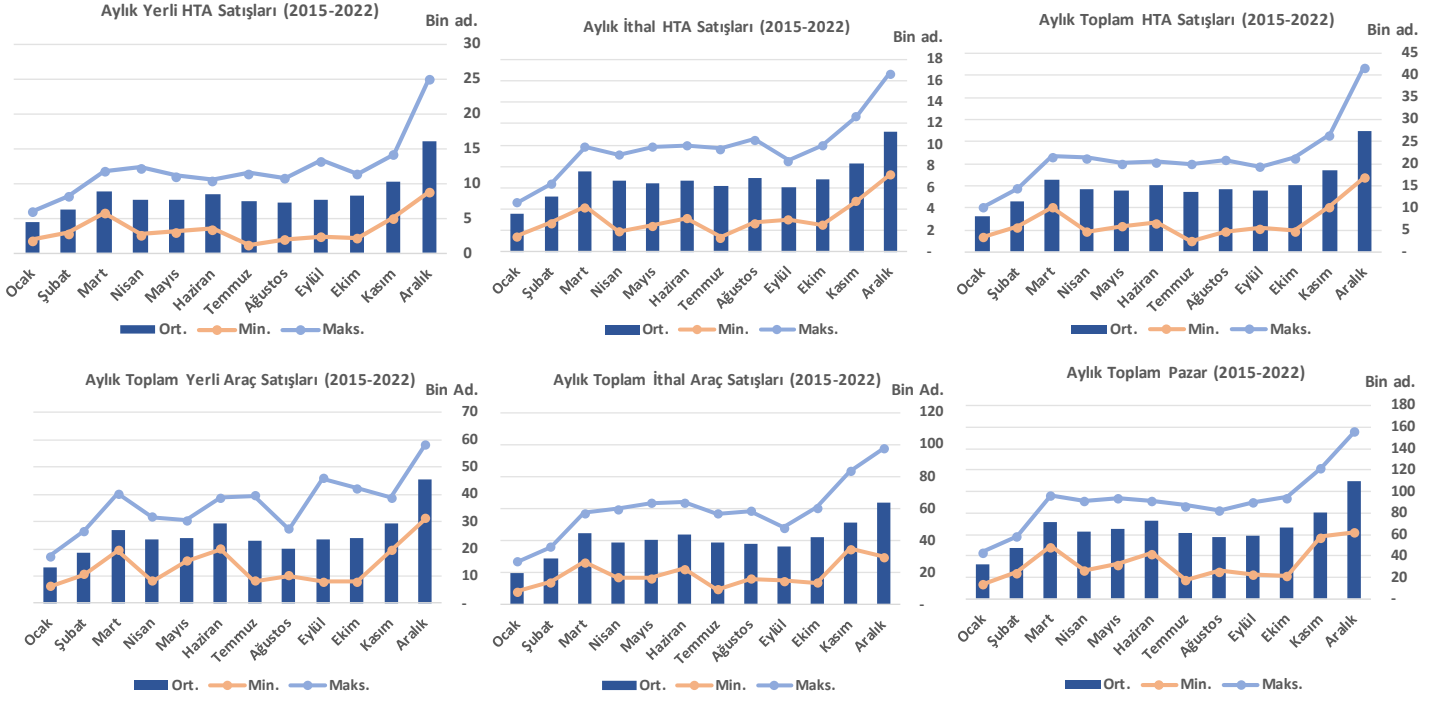 Aylık Yerli HTA Satışları (2015-2022)
Bin ad.
30
25
20
15
10
5
0
Ocak
Şubat
Mart
Nisan
Mayıs
Haziran
Temmuz
Ağustos
Eylül
Ekim
Kasım
Aralık
Ort. Min. Maks.
Aylık İthal HTA Satışları (2015-2022)
Bin ad.
18
16
14
12
10
8
6
4
2
-
Ocak
Şubat
Mart
Nisan
Mayıs
Haziran
Temmuz
Ağustos
Eylül
Ekim
Kasım
Aralık
Ort. Min. Maks.
Aylık Toplam HTA Satışları (2015-2022)
Bin ad.
45
40
35
30
25
20
15
10
5
-
Ocak
Şubat
Mart
Nisan
Mayıs
Haziran
Temmuz
Ağustos
Eylül
Ekim
Kasım
Aralık
Ort. Min. Maks.
Aylık Toplam Yerli Araç Satışları (2015-2022)
Bin Ad.
70
60
50
40
30
20
10
-
Ocak
Şubat
Mart
Nisan
Mayıs
Haziran
Temmuz
Ağustos
Eylül
Ekim
Kasım
Aralık
Ort. Min. Maks.
Aylık Toplam İthal Araç Satışları (2015-2022)
Bin Ad.
120
100
80
60
40
20
-
Ocak
Şubat
Mart
Nisan
Mayıs
Haziran
Temmuz
Ağustos
Eylül
Ekim
Kasım
Aralık
Ort. Min. Maks.
Aylık Toplam Pazar (2015-2022)
Bin ad.
180
160
140
120
100
80
60
40
20
-
Ocak
Şubat
Mart
Nisan
Mayıs
Haziran
Temmuz
Ağustos
Eylül
Ekim
Kasım
Aralık
Ort. Min. Maks.